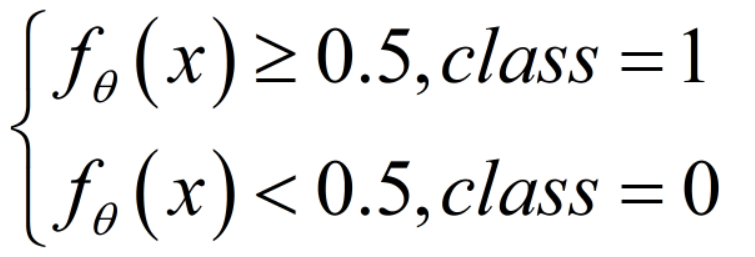 f_θ(x) ≥ 0.5, class = 1
f_θ(x) < 0.5, class = 0